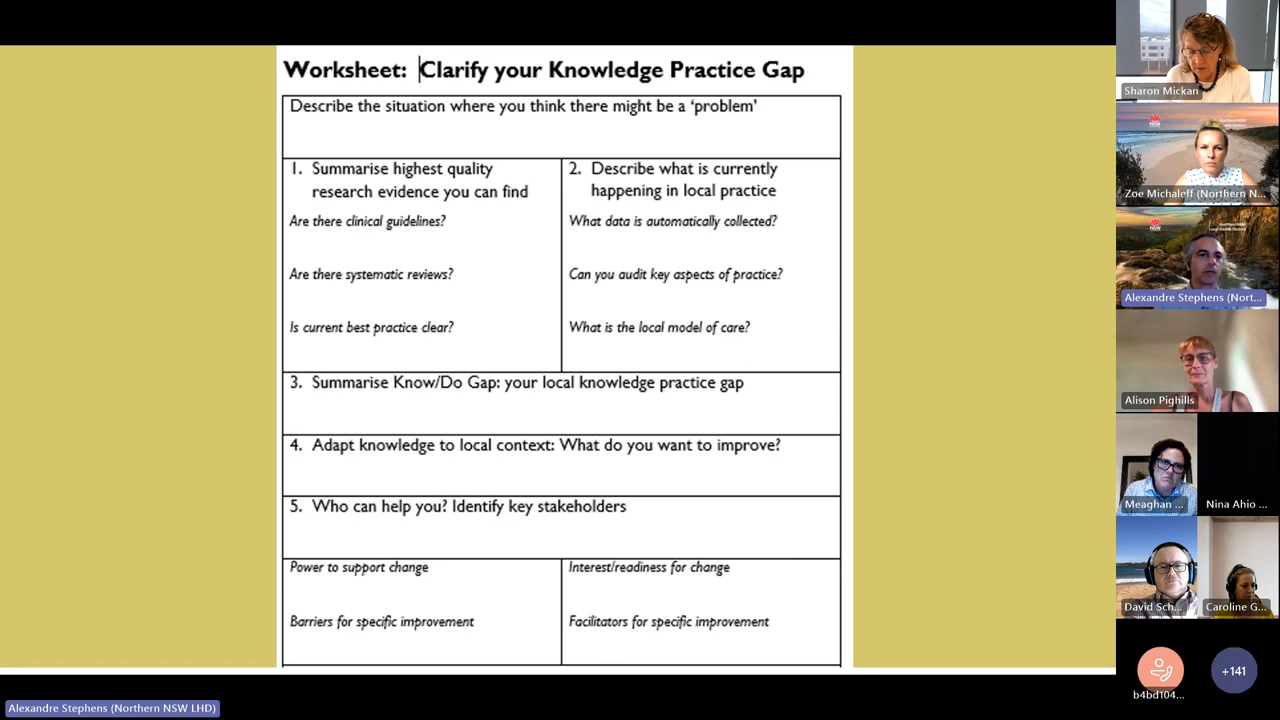 Worksheet: Clarify your Knowledge Practice Gap
Describe the situation where you think there might be a ‘problem’
1. Summarise highest quality
research evidence you can find
Are there clinical guidelines?
Are there systematic reviews?
Is current best practice clear?
2. Describe what is currently
happening in local practice
What data is automatically collected?
Can you audit key aspects of practice?
What is the local model of care?
3. Summarise Know/Do Gap: your local knowledge practice gap
4. Adapt knowledge to local context: What do you want to improve?
5. Who can help you? Identify key stakeholders
Power to support change
Barriers for specific improvement
Interest/readiness for change
Facilitators for specific improvement
Sharon Mickan
Zoe Michaleff (Northern N...
Alexandre Stephens (Nort...
Alison Pighills
Meaghan ...
Nina Ahio ...
David Sch...
Caroline G...
b4bd104...
+141
Alexandre Stephens (Northern NSW LHD)